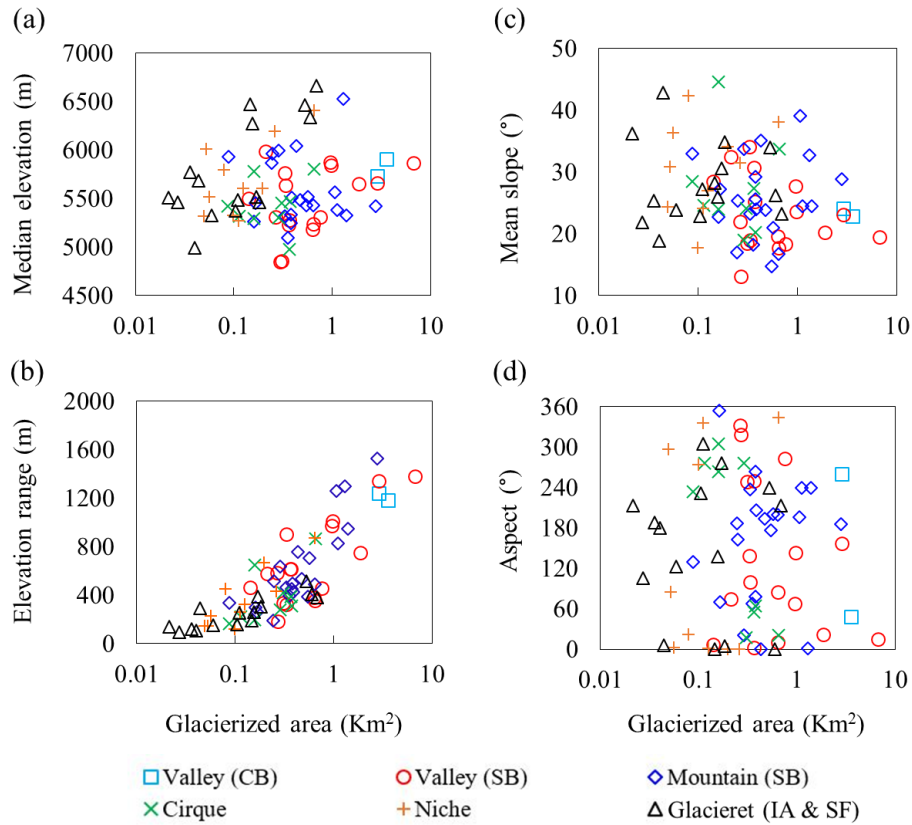 (a)
Median elevation (m)
7000
6500
6000
5500
5000
4500
0.01 0.1 1 10
(c)
Mean slope (°)
50
40
30
20
10
0.01 0.1 1 10
(b)
Elevation range (m)
2000
1600
1200
800
400
0
0.01 0.1 1 10
Glacierized area (Km²)
(d)
Aspect (°)
360
300
240
180
120
60
0
0.01 0.1 1 10
Glacierized area (Km²)
Valley (CB) Valley (SB) Mountain (SB)
Cirque Niche Glacieret (IA & SF)